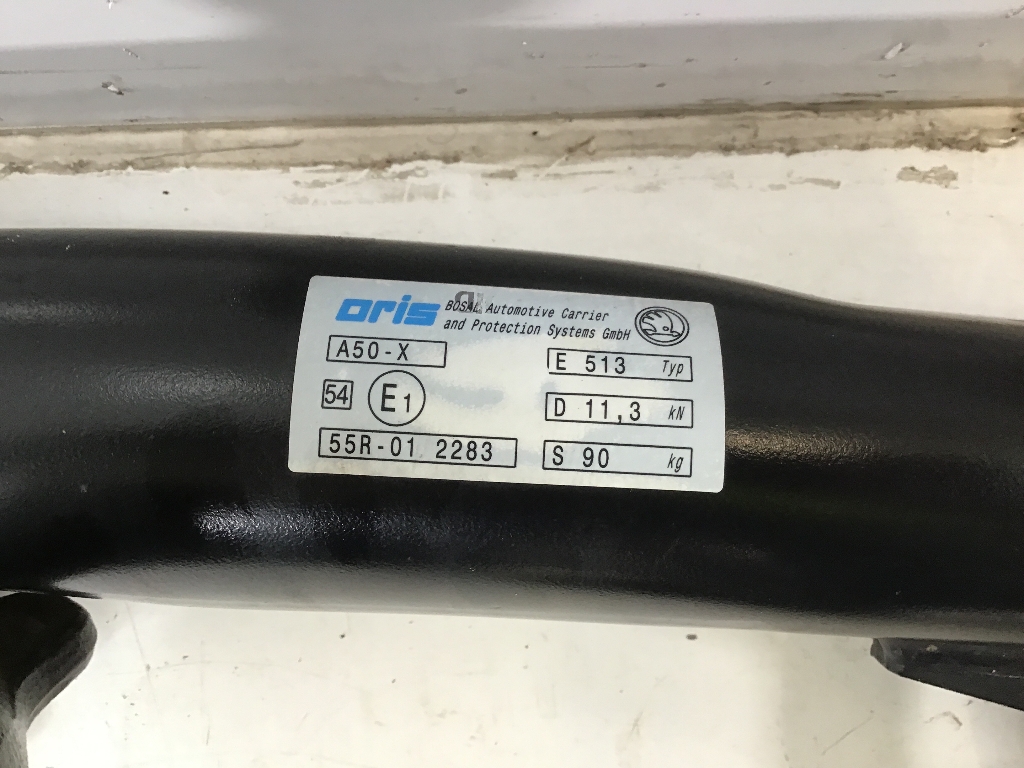 oris BOSAL Automotive Carrier
and Protection Systems GmbH
A50-X
E 513 Typ
54 E1
D 11,3 kN
55R-01 2283
S 90 kg